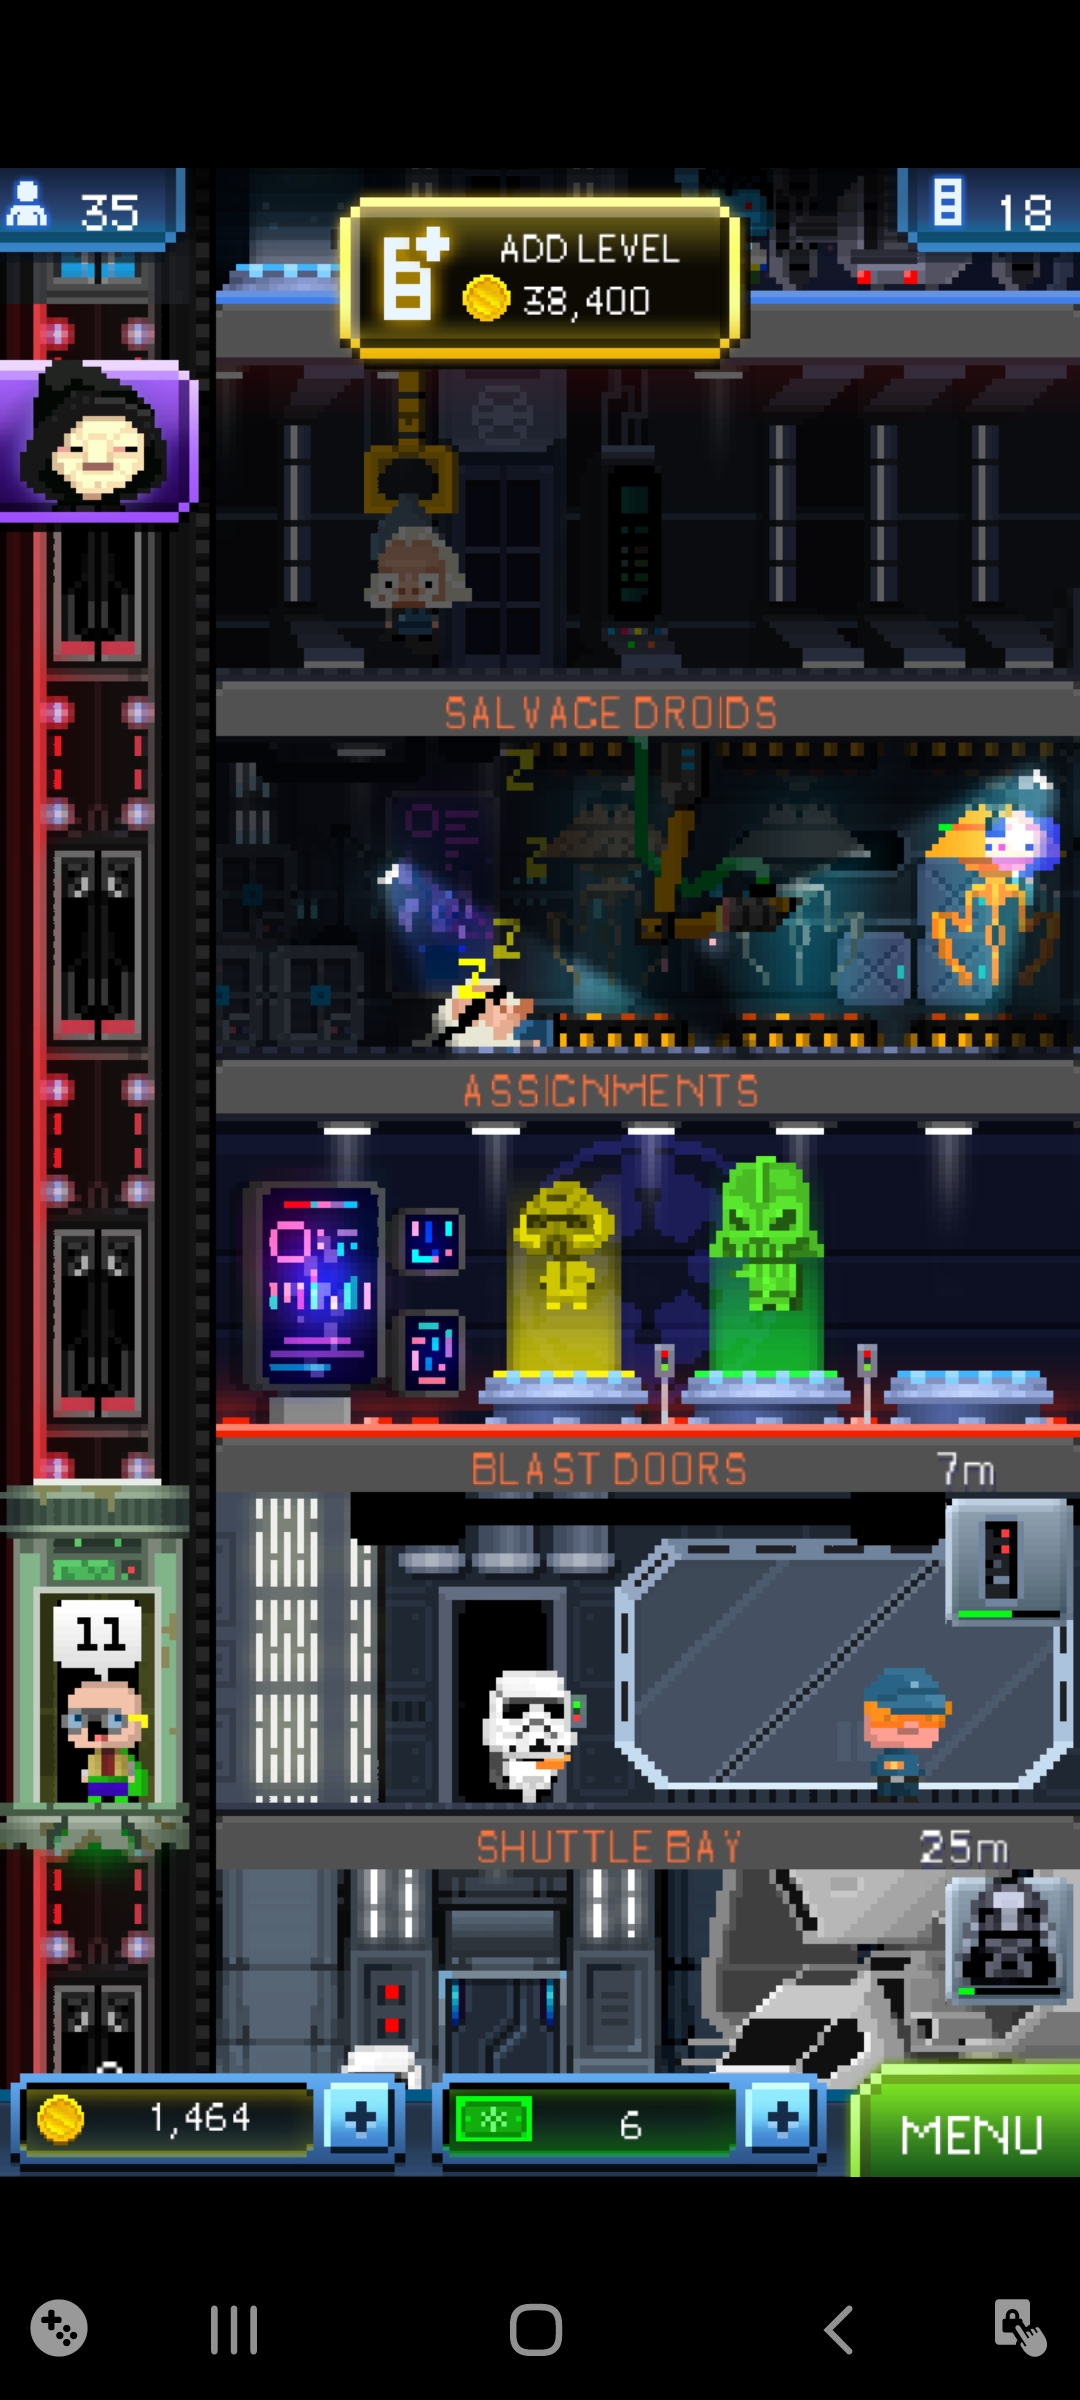 35
18
ADD LEVEL
38,400
SALVAGE DROIDS
Z
Z
Z
Z
ASSIGNMENTS
BLAST DOORS 7m
11
SHUTTLE BAY 25m
1,464
6
MENU